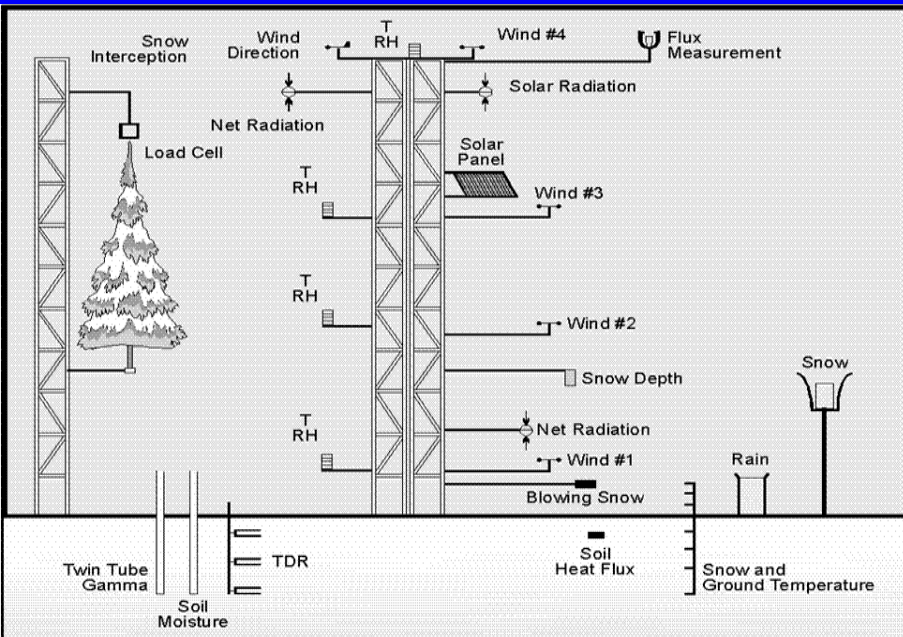 T
RH
Snow
Interception
Wind
Direction
Wind #4
Flux
Measurement
Net Radiation
Solar Radiation
Load Cell
Solar
Panel
T
RH
Wind #3
T
RH
Wind #2
Snow Depth
Snow
T
RH
Net Radiation
Wind #1
Rain
Blowing Snow
Twin Tube
Gamma
TDR
Soil
Heat Flux
Snow and
Ground Temperature
Soil
Moisture